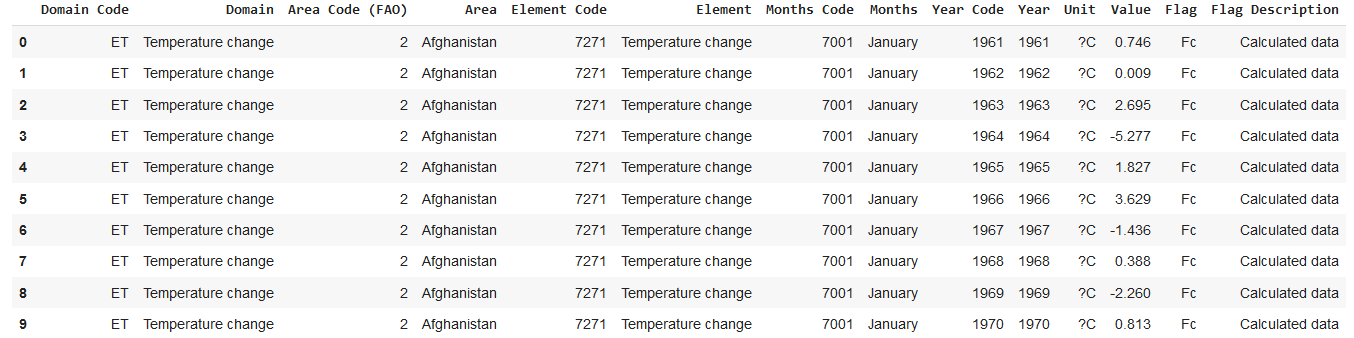 Domain Code Domain Area Code (FAO) Area Element Code Element Months Code Months Year Code Year Unit Value Flag Flag Description
0 ET Temperature change 2 Afghanistan 7271 Temperature change 7001 January 1961 1961 ?C 0.746 Fc Calculated data
1 ET Temperature change 2 Afghanistan 7271 Temperature change 7001 January 1962 1962 ?C 0.009 Fc Calculated data
2 ET Temperature change 2 Afghanistan 7271 Temperature change 7001 January 1963 1963 ?C 2.695 Fc Calculated data
3 ET Temperature change 2 Afghanistan 7271 Temperature change 7001 January 1964 1964 ?C -5.277 Fc Calculated data
4 ET Temperature change 2 Afghanistan 7271 Temperature change 7001 January 1965 1965 ?C 1.827 Fc Calculated data
5 ET Temperature change 2 Afghanistan 7271 Temperature change 7001 January 1966 1966 ?C 3.629 Fc Calculated data
6 ET Temperature change 2 Afghanistan 7271 Temperature change 7001 January 1967 1967 ?C -1.436 Fc Calculated data
7 ET Temperature change 2 Afghanistan 7271 Temperature change 7001 January 1968 1968 ?C 0.388 Fc Calculated data
8 ET Temperature change 2 Afghanistan 7271 Temperature change 7001 January 1969 1969 ?C -2.260 Fc Calculated data
9 ET Temperature change 2 Afghanistan 7271 Temperature change 7001 January 1970 1970 ?C 0.813 Fc Calculated data